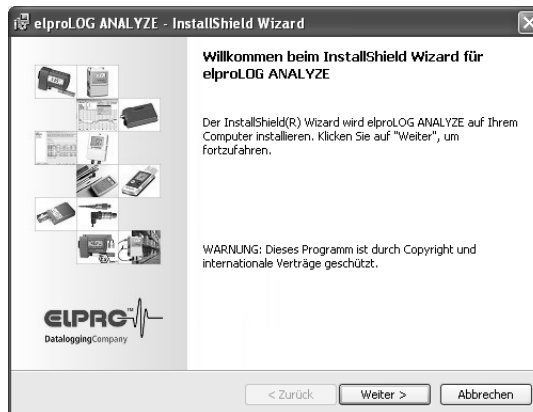 elproLOG ANALYZE - InstallShield Wizard
Willkommen beim InstallShield Wizard für
elproLOG ANALYZE
Der InstallShield(R) Wizard wird elproLOG ANALYZE auf Ihrem
Computer installieren. Klicken Sie auf "Weiter", um
fortzufahren.
WARNUNG: Dieses Programm ist durch Copyright und
internationale Verträge geschützt.
ELPRO™
DataloggingCompany
< Zurück
Weiter >
Abbrechen